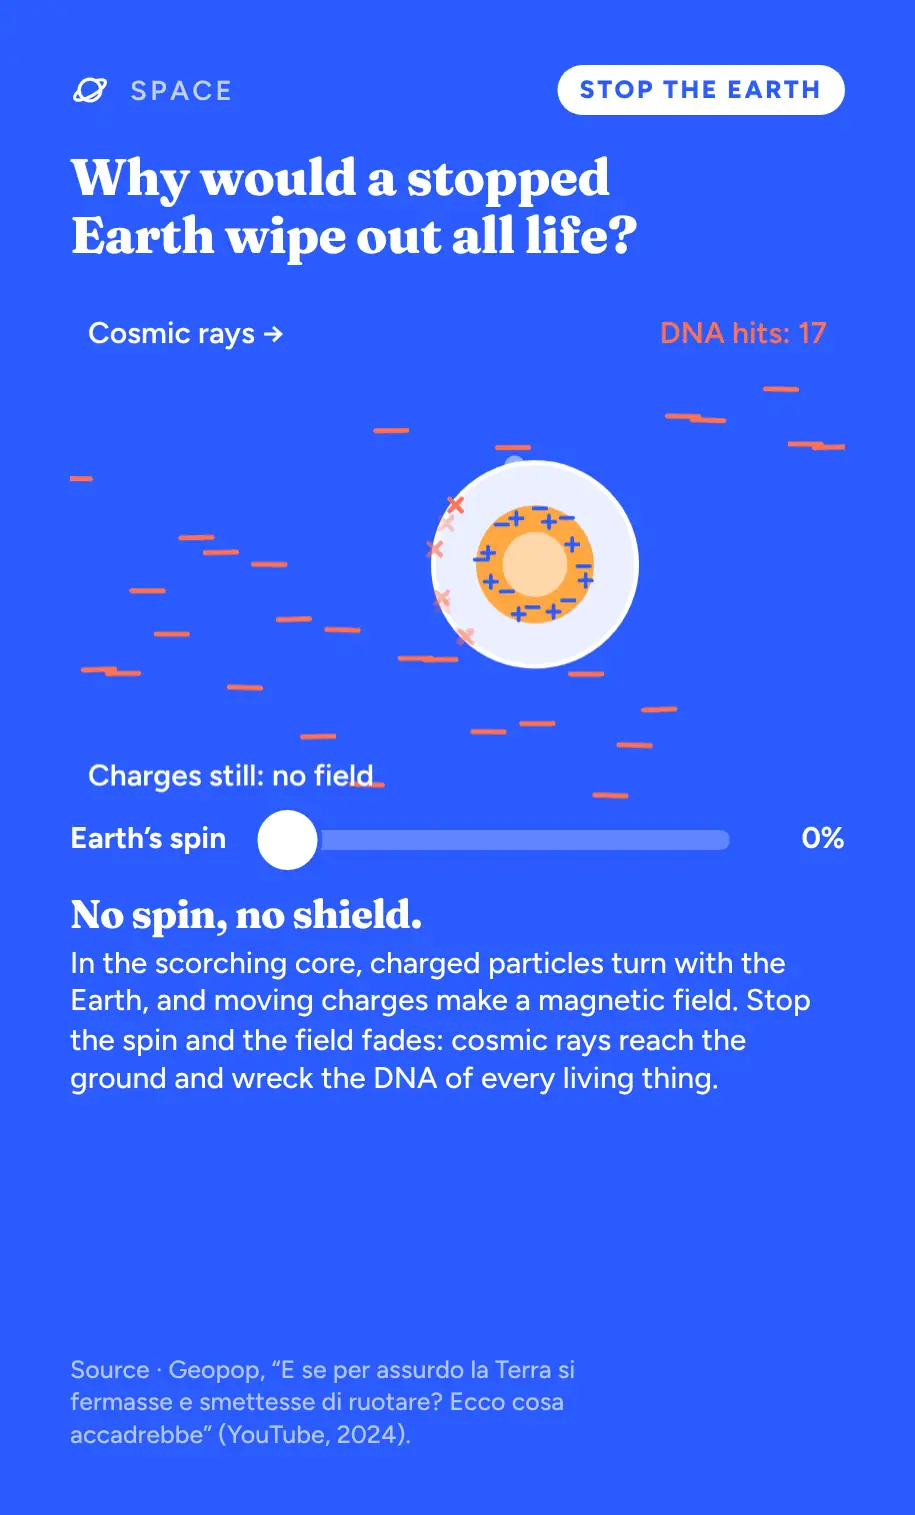 SPACE
STOP THE EARTH
Why would a stopped
Earth wipe out all life?
Cosmic rays →
DNA hits: 17
Charges still: no field
Earth’s spin
0%
No spin, no shield.
In the scorching core, charged particles turn with the
Earth, and moving charges make a magnetic field. Stop
the spin and the field fades: cosmic rays reach the
ground and wreck the DNA of every living thing.
Source · Geopop, “E se per assurdo la Terra si
fermasse e smettesse di ruotare? Ecco cosa
accadrebbe” (YouTube, 2024).